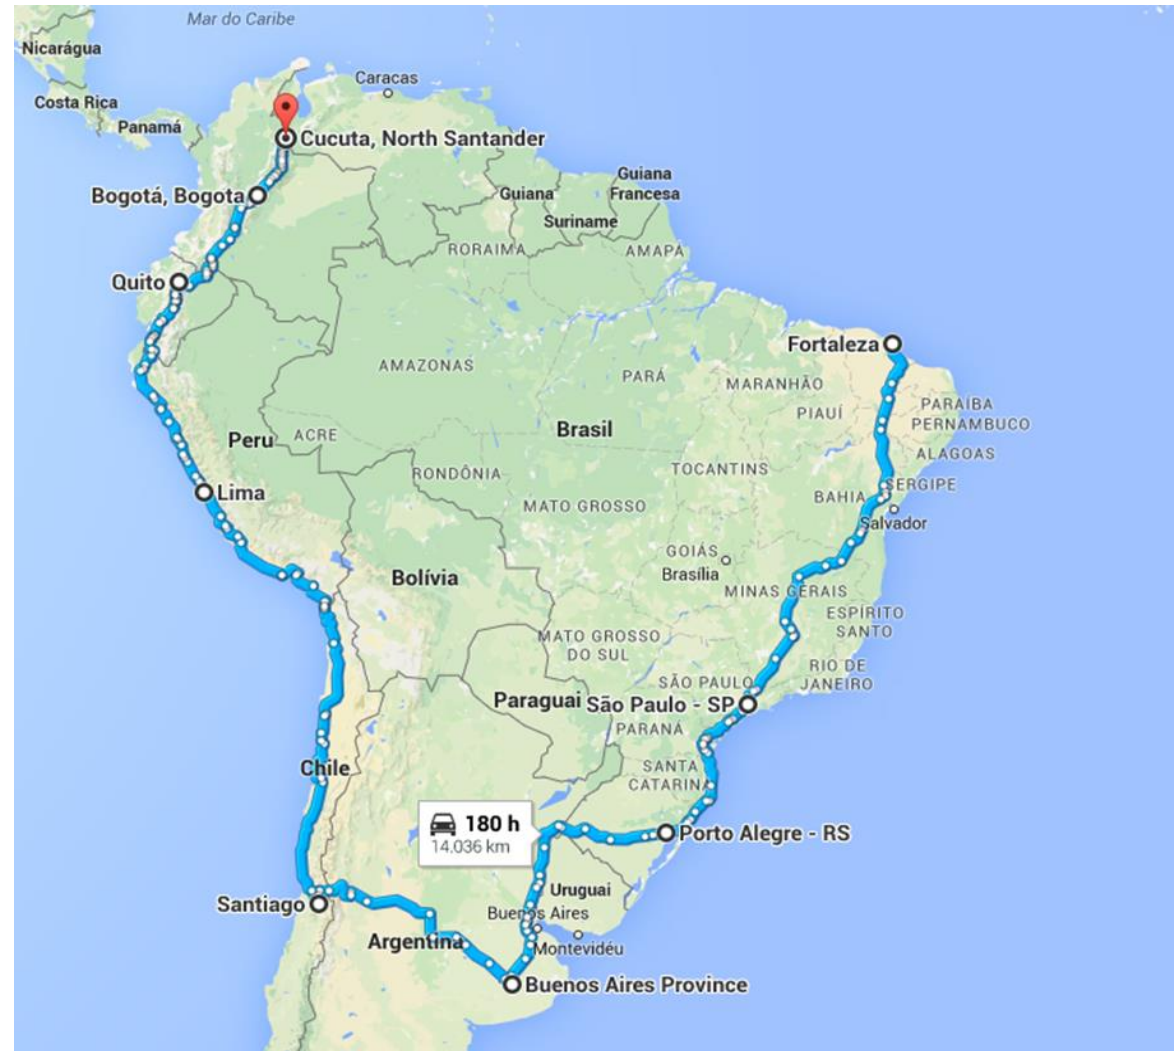 Mar do Caribe
Nicarágua
Caracas
Costa Rica
Panamá
Cucuta, North Santander
Guiana
Guiana
Francesa
Bogotá, Bogota
Suriname
RORAIMA
AMAPÁ
Quito
Fortaleza
AMAZONAS
PARÁ
MARANHÃO
PIAUÍ
PARAÍBA
PERNAMBUCO
Peru
ACRE
Brasil
ALAGOAS
TOCANTINS
RONDÔNIA
SERGIPE
BAHIA
Lima
MATO GROSSO
Salvador
GOIÁS
Brasília
Bolívia
MINAS GERAIS
ESPÍRITO
SANTO
MATO GROSSO
DO SUL
RIO DE
JANEIRO
SÃO PAULO
Paraguai
São Paulo - SP
PARANÁ
Chile
SANTA
CATARINA
180 h
14.036 km
Porto Alegre - RS
Uruguai
Santiago
Buenos Aires
Argentina
Montevidéu
Buenos Aires Province